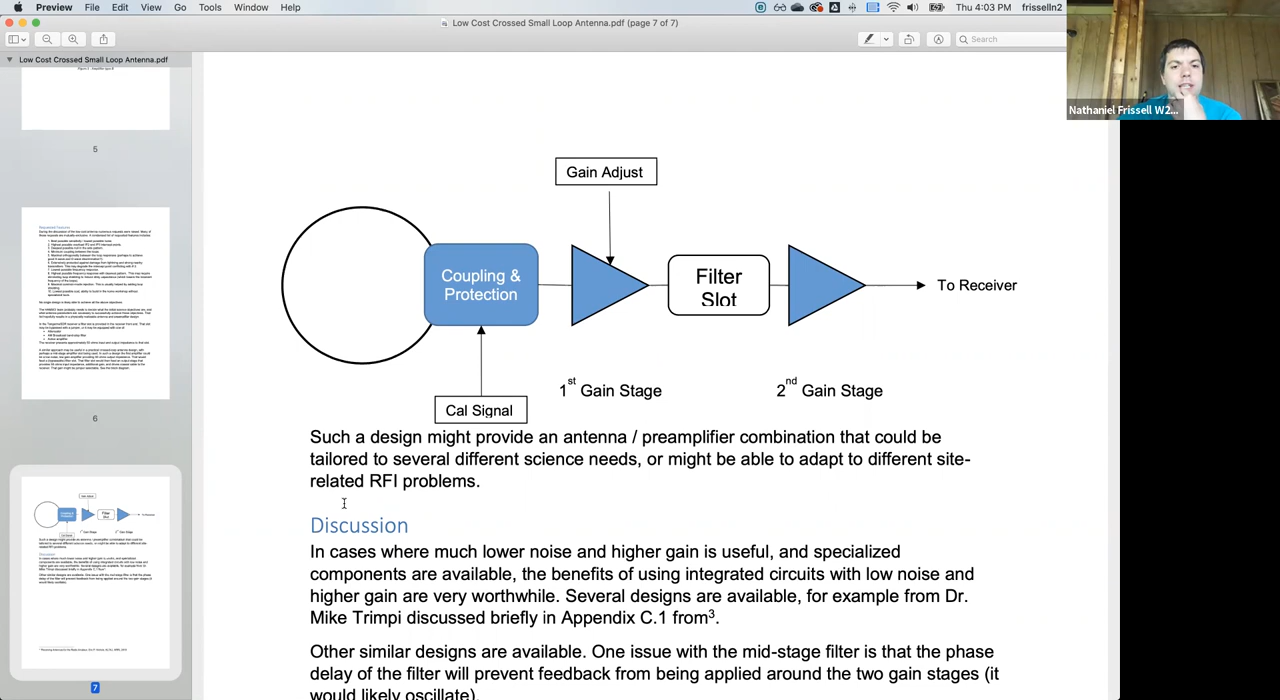 Preview File Edit View Go Tools Window Help
Thu 4:03 PM frisselln2
Low Cost Crossed Small Loop Antenna.pdf (page 7 of 7)
Search
Low Cost Crossed Small Loop Antenna.pdf
5
6
7
Nathaniel Frissell W2...
Gain Adjust
Coupling &
Protection
Filter
Slot
To Receiver
1st Gain Stage
2nd Gain Stage
Cal Signal
Such a design might provide an antenna / preamplifier combination that could be
tailored to several different science needs, or might be able to adapt to different site-
related RFI problems.
Discussion
In cases where much lower noise and higher gain is useful, and specialized
components are available, the benefits of using integrated circuits with low noise and
higher gain are very worthwhile. Several designs are available, for example from Dr.
Mike Trimpi discussed briefly in Appendix C.1 from³.
Other similar designs are available. One issue with the mid-stage filter is that the phase
delay of the filter will prevent feedback from being applied around the two gain stages (it
would likely oscillate).